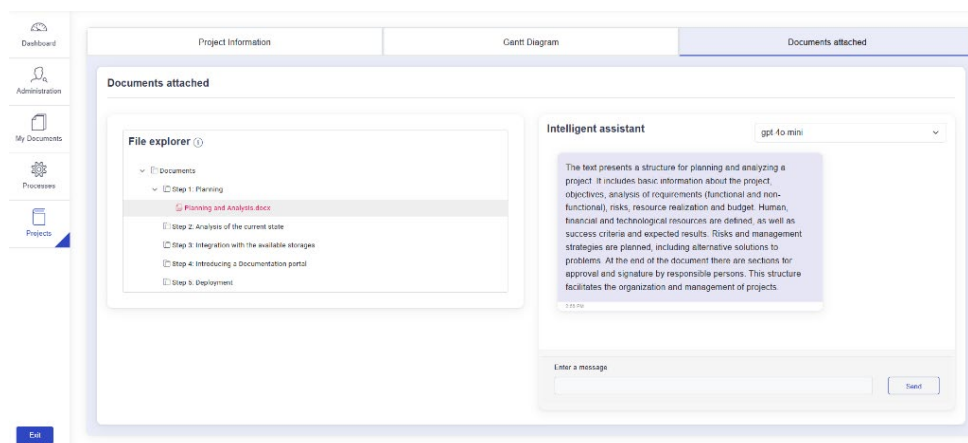 Dashboard
Administration
My Documents
Processes
Projects
Exit
Project Information
Gantt Diagram
Documents attached
Documents attached
File explorer
Documents
Step 1: Planning
Planning and Analysis.docx
Step 2: Analysis of the current state
Step 3: Integration with the available storages
Step 4: Introducing a Documentation portal
Step 5: Deployment
Intelligent assistant
gpt 4o mini
The text presents a structure for planning and analyzing a
project. It includes basic information about the project,
objectives, analysis of requirements (functional and non-
functional), risks, resource realization and budget. Human,
financial and technological resources are defined, as well as
success criteria and expected results. Risks and management
strategies are planned, including alternative solutions to
problems. At the end of the document there are sections for
approval and signature by responsible persons. This structure
facilitates the organization and management of projects.
Enter a message
Send